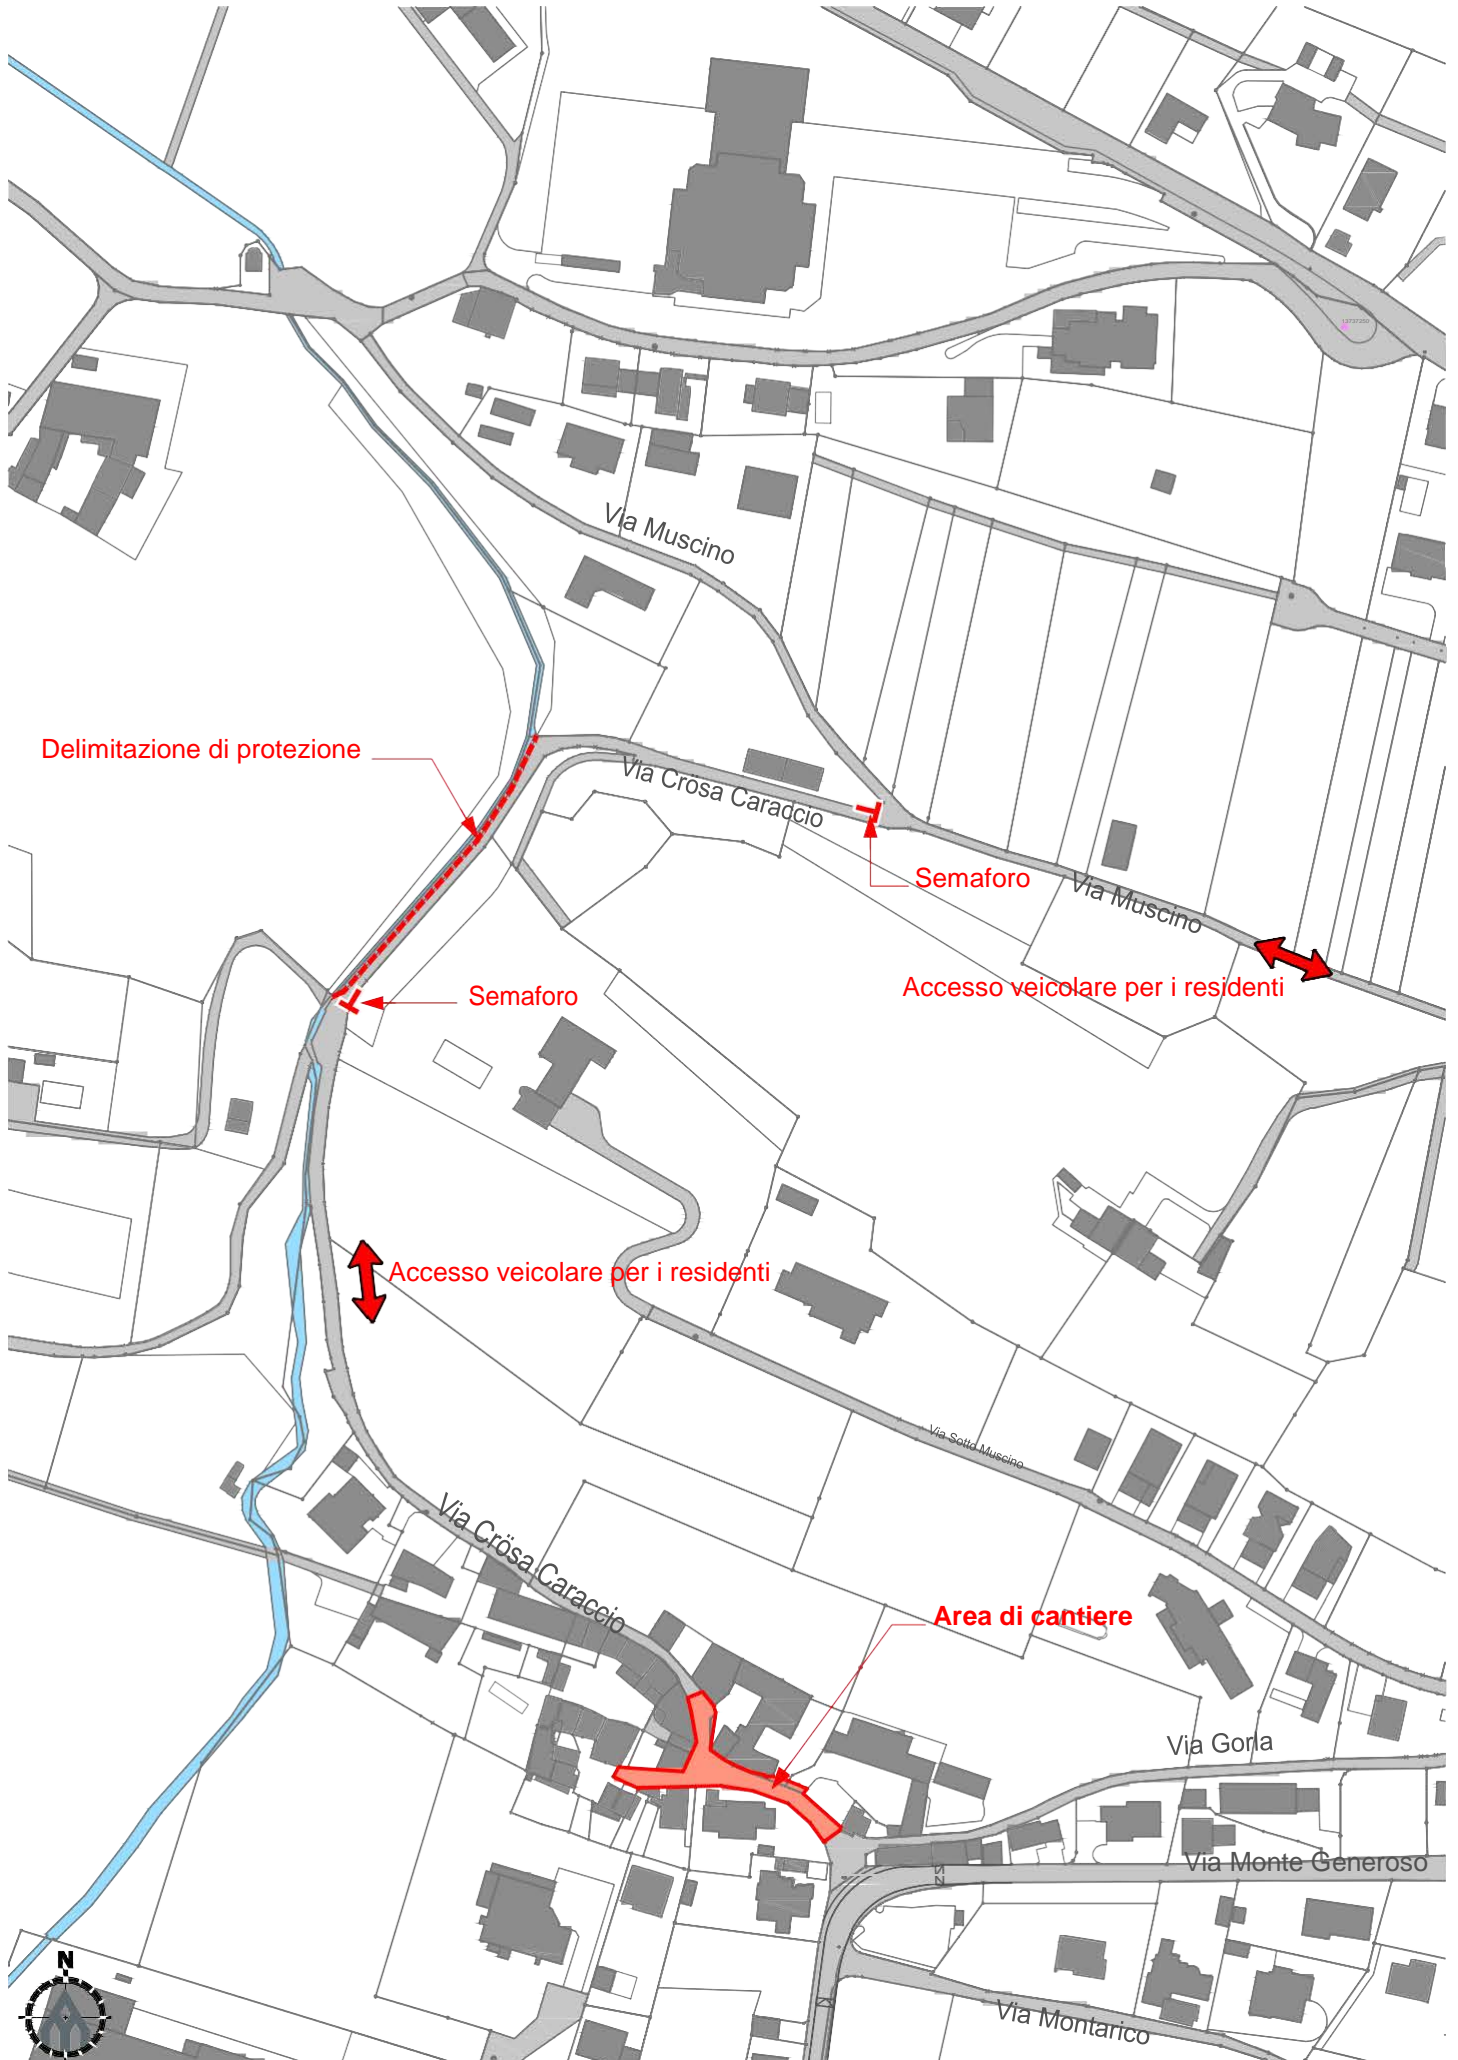 13737250
Via Muscino
Delimitazione di protezione
Via Crösa Caraccio
Semaforo
Via Muscino
Accesso veicolare per i residenti
Semaforo
Accesso veicolare per i residenti
Via Sotto Muscino
Via Crösa Caraccio
Area di cantiere
Via Gorla
Via Monte Generoso
Via Montarico
N